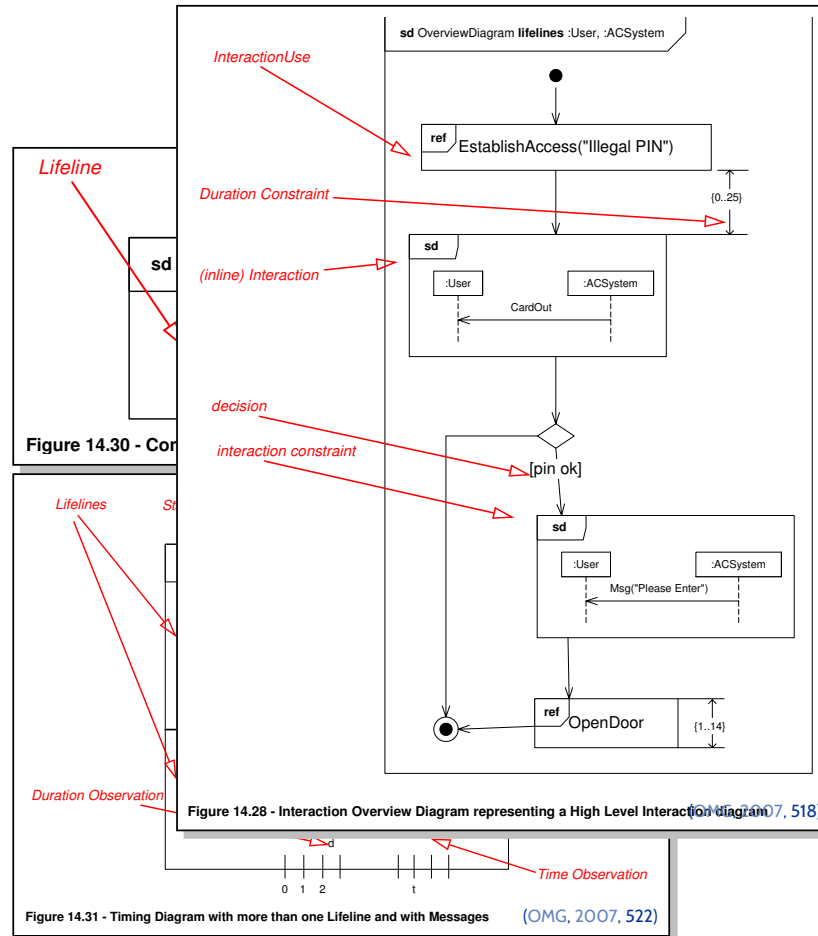 sd OverviewDiagram lifelines :User, :ACSystem
InteractionUse
ref
EstablishAccess("Illegal PIN")
Duration Constraint
{0..25}
sd
(inline) Interaction
:User
:ACSystem
CardOut
decision
interaction constraint
[pin ok]
sd
:User
:ACSystem
Msg("Please Enter")
ref
OpenDoor
{1..14}
Figure 14.28 - Interaction Overview Diagram representing a High Level Interaction diagram
(OMG, 2007, 518)
Lifeline
sd
Figure 14.30 - Con
Lifelines
St
Duration Observation
d
0 1 2 t
Time Observation
Figure 14.31 - Timing Diagram with more than one Lifeline and with Messages
(OMG, 2007, 522)